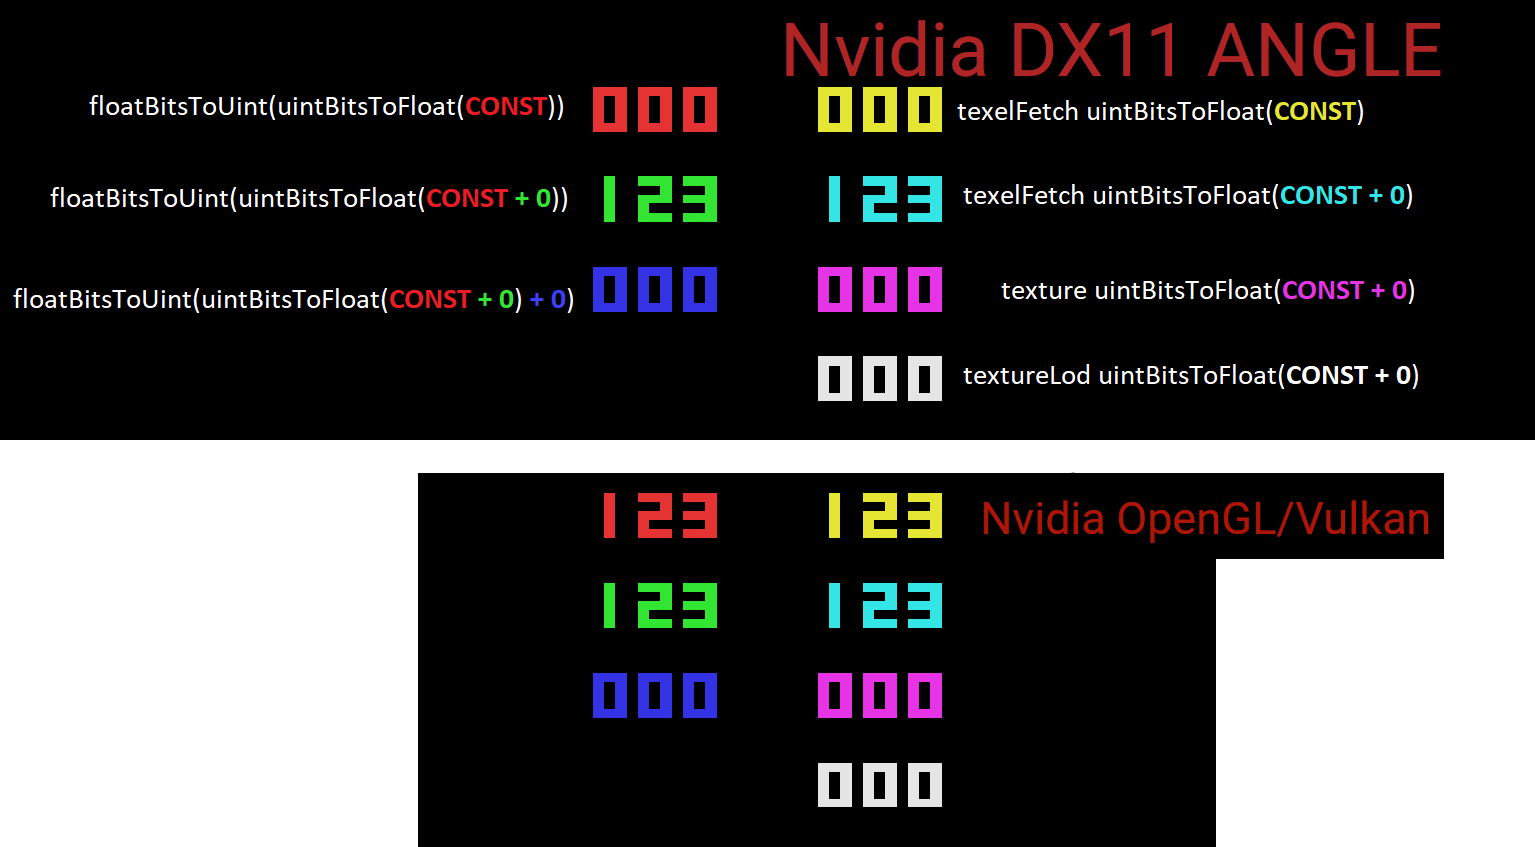 Nvidia DX11 ANGLE
floatBitsToUint(uintBitsToFloat(CONST)) 000 000 texelFetch uintBitsToFloat(CONST)
floatBitsToUint(uintBitsToFloat(CONST + 0)) 123 123 texelFetch uintBitsToFloat(CONST + 0)
floatBitsToUint(uintBitsToFloat(CONST + 0) + 0) 000 000 texture uintBitsToFloat(CONST + 0)
000 textureLod uintBitsToFloat(CONST + 0)
123 123 Nvidia OpenGL/Vulkan
123 123
000 000
000